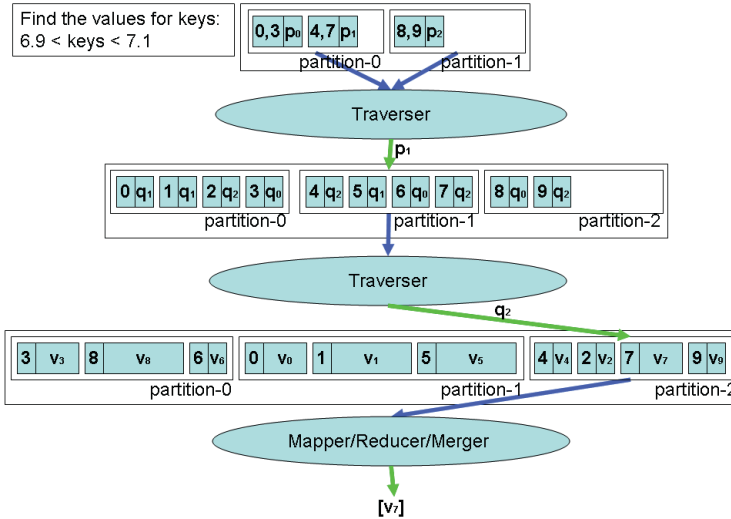 Find the values for keys:
6.9 < keys < 7.1
0,3 p₀ 4,7 p₁ 8,9 p₂
partition-0 partition-1
Traverser
p₁
0 q₁ 1 q₁ 2 q₂ 3 q₀ 4 q₂ 5 q₁ 6 q₀ 7 q₂ 8 q₀ 9 q₂
partition-0 partition-1 partition-2
Traverser
q₂
3 v₃ 8 v₈ 6 v₆ 0 v₀ 1 v₁ 5 v₅ 4 v₄ 2 v₂ 7 v₇ 9 v₉
partition-0 partition-1 partition-2
Mapper/Reducer/Merger
[v₇]